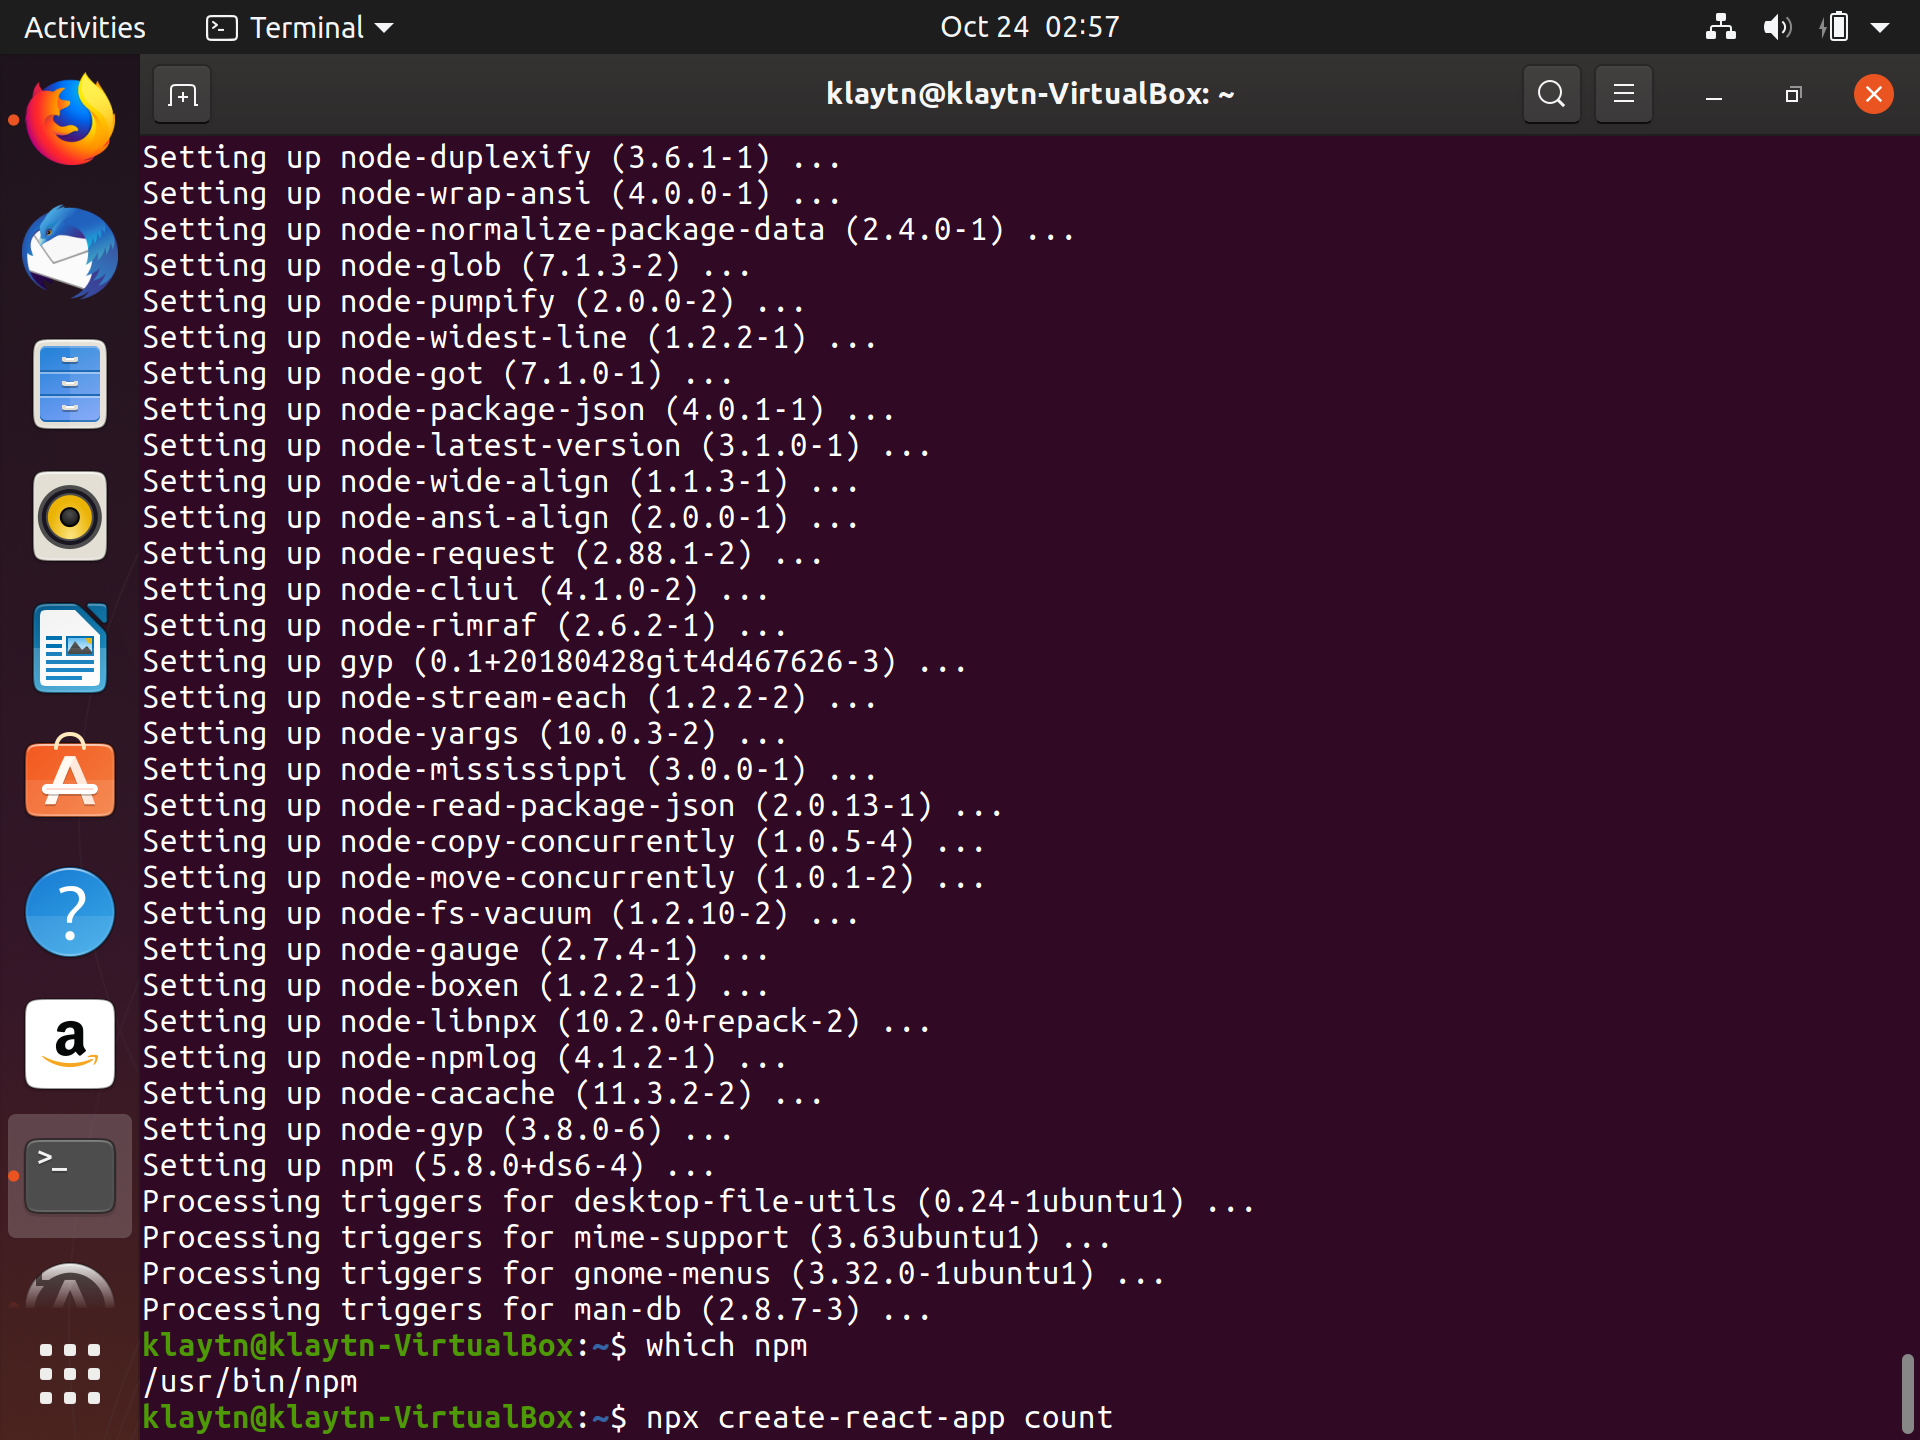 Activities Terminal Oct 24 02:57
klaytn@klaytn-VirtualBox: ~
Setting up node-duplexify (3.6.1-1) ...
Setting up node-wrap-ansi (4.0.0-1) ...
Setting up node-normalize-package-data (2.4.0-1) ...
Setting up node-glob (7.1.3-2) ...
Setting up node-pumpify (2.0.0-2) ...
Setting up node-widest-line (1.2.2-1) ...
Setting up node-got (7.1.0-1) ...
Setting up node-package-json (4.0.1-1) ...
Setting up node-latest-version (3.1.0-1) ...
Setting up node-wide-align (1.1.3-1) ...
Setting up node-ansi-align (2.0.0-1) ...
Setting up node-request (2.88.1-2) ...
Setting up node-cliui (4.1.0-2) ...
Setting up node-rimraf (2.6.2-1) ...
Setting up gyp (0.1+20180428git4d467626-3) ...
Setting up node-stream-each (1.2.2-2) ...
Setting up node-yargs (10.0.3-2) ...
Setting up node-mississippi (3.0.0-1) ...
Setting up node-read-package-json (2.0.13-1) ...
Setting up node-copy-concurrently (1.0.5-4) ...
Setting up node-move-concurrently (1.0.1-2) ...
Setting up node-fs-vacuum (1.2.10-2) ...
Setting up node-gauge (2.7.4-1) ...
Setting up node-boxen (1.2.2-1) ...
Setting up node-libnpx (10.2.0+repack-2) ...
Setting up node-npmlog (4.1.2-1) ...
Setting up node-cacache (11.3.2-2) ...
Setting up node-gyp (3.8.0-6) ...
Setting up npm (5.8.0+ds6-4) ...
Processing triggers for desktop-file-utils (0.24-1ubuntu1) ...
Processing triggers for mime-support (3.63ubuntu1) ...
Processing triggers for gnome-menus (3.32.0-1ubuntu1) ...
Processing triggers for man-db (2.8.7-3) ...
klaytn@klaytn-VirtualBox:~$ which npm
/usr/bin/npm
klaytn@klaytn-VirtualBox:~$ npx create-react-app count